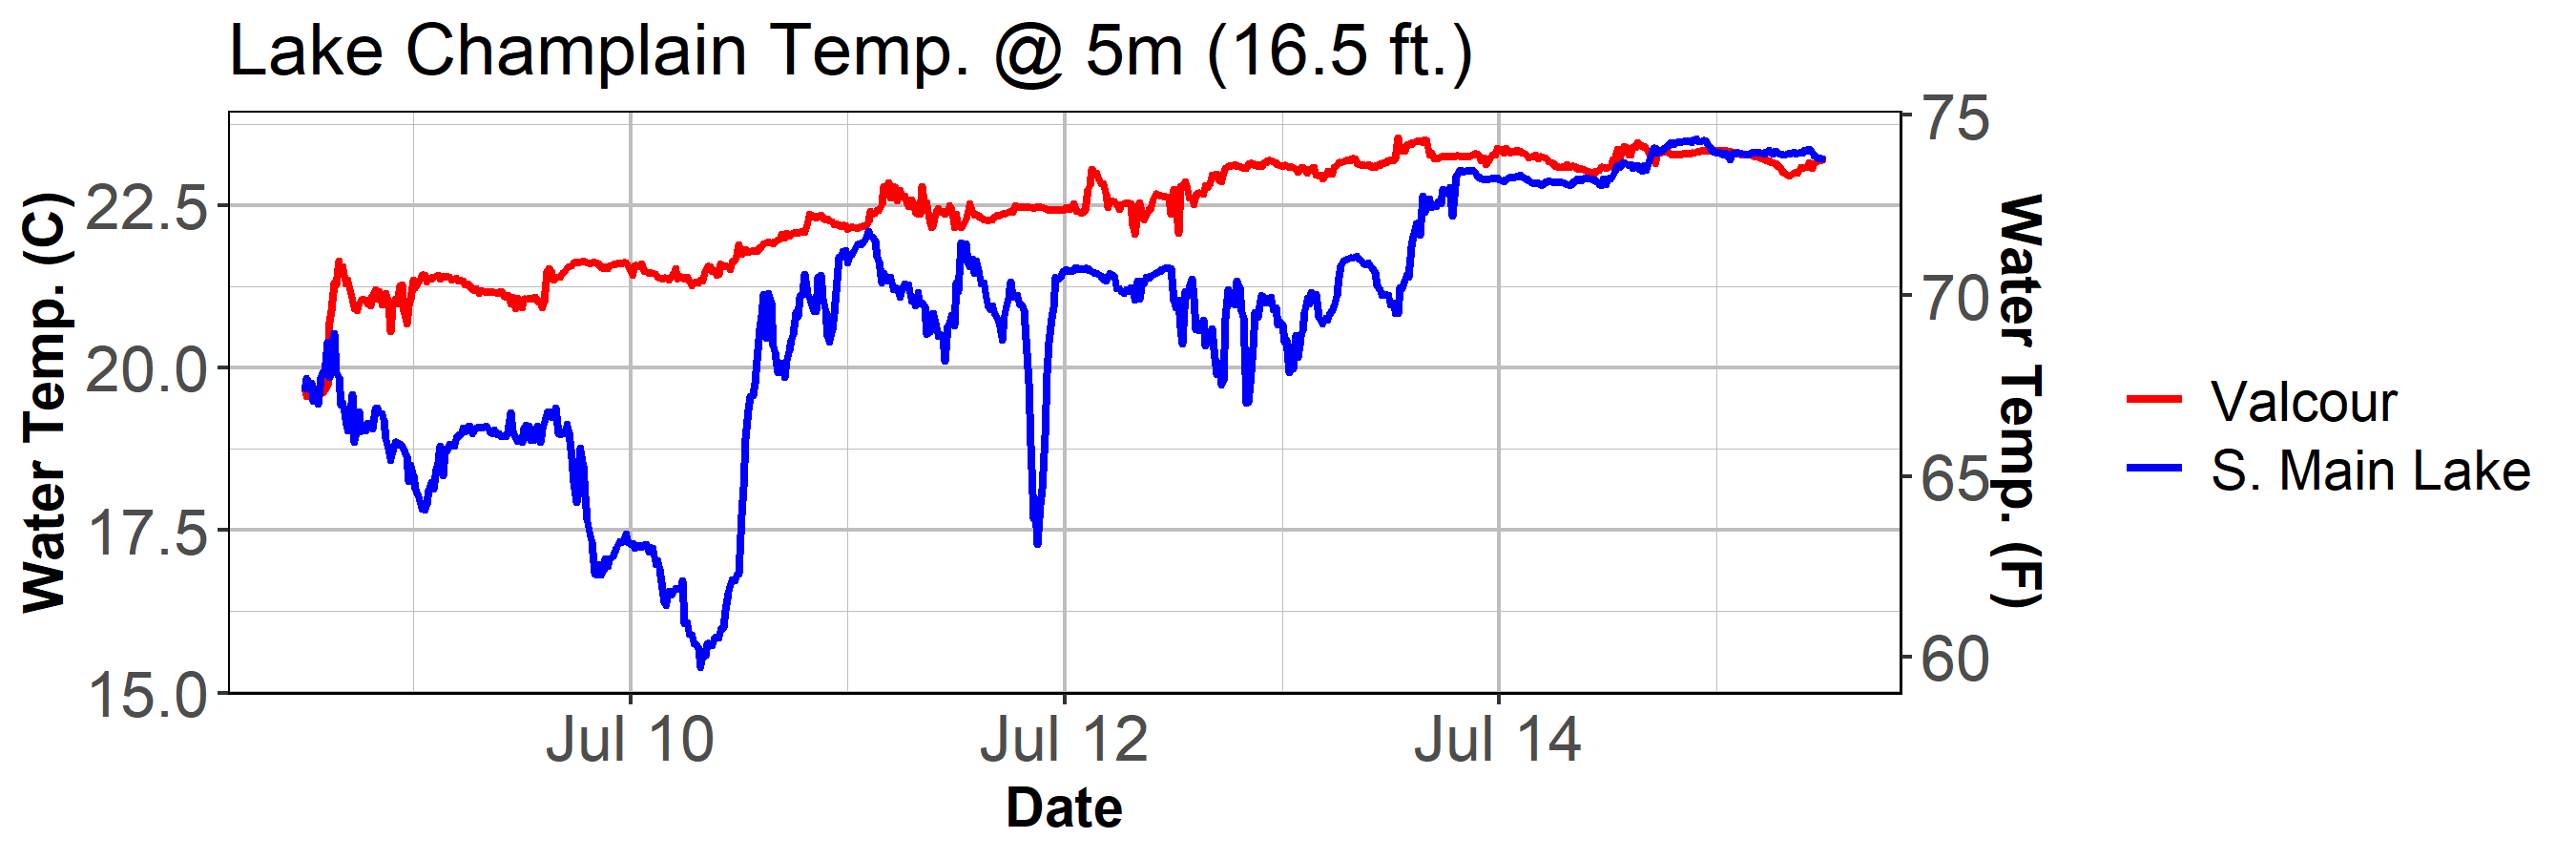 Lake Champlain Temp. @ 5m (16.5 ft.)
Water Temp. (C)
22.5
20.0
17.5
15.0
75
70
65
60
Water Temp. (F)
Jul 10
Jul 12
Jul 14
Date
Valcour
S. Main Lake